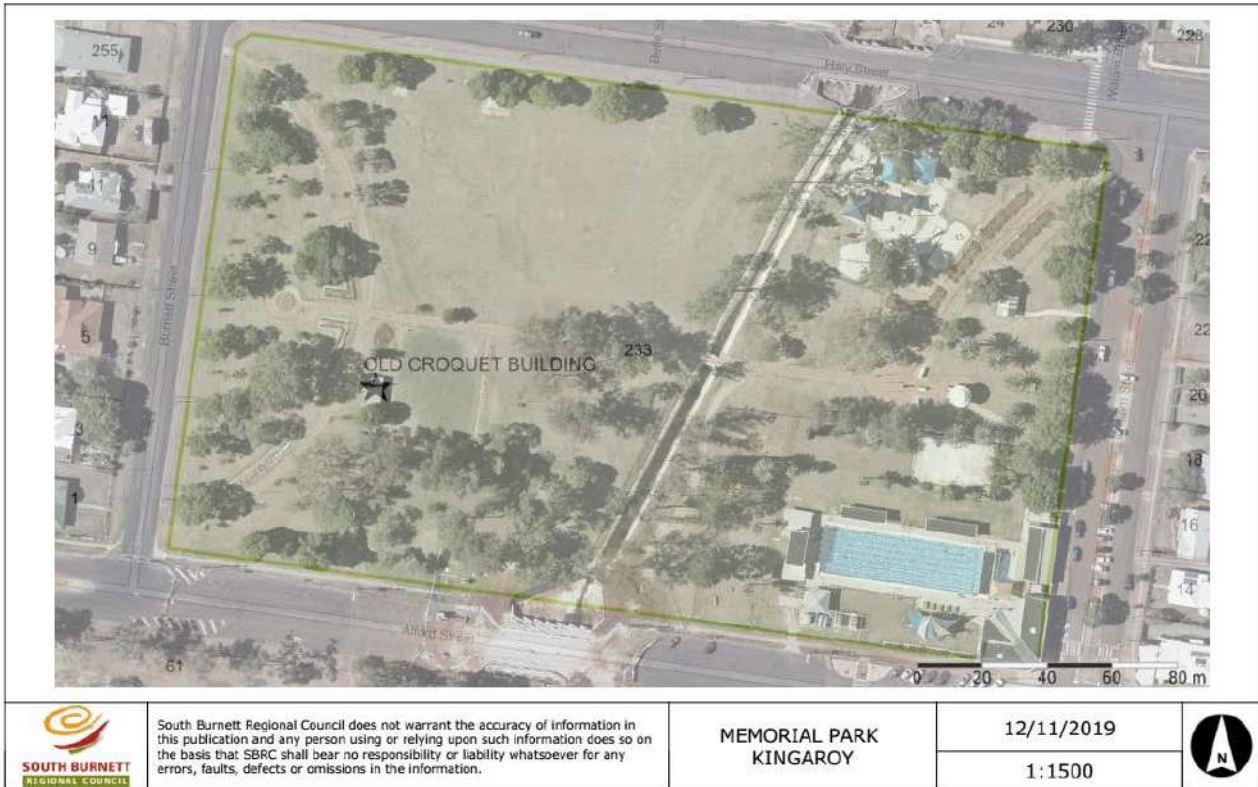 255
24
230
228
Haly Street
9
5
3
1
Burnett Street
OLD CROQUET BUILDING
233
22
20
18
16
14
Alford Street
61
0 20 40 60 80 m
SOUTH BURNETT
REGIONAL COUNCIL
South Burnett Regional Council does not warrant the accuracy of information in
this publication and any person using or relying upon such information does so on
the basis that SBRC shall bear no responsibility or liability whatsoever for any
errors, faults, defects or omissions in the information.
MEMORIAL PARK
KINGAROY
12/11/2019
1:1500
N